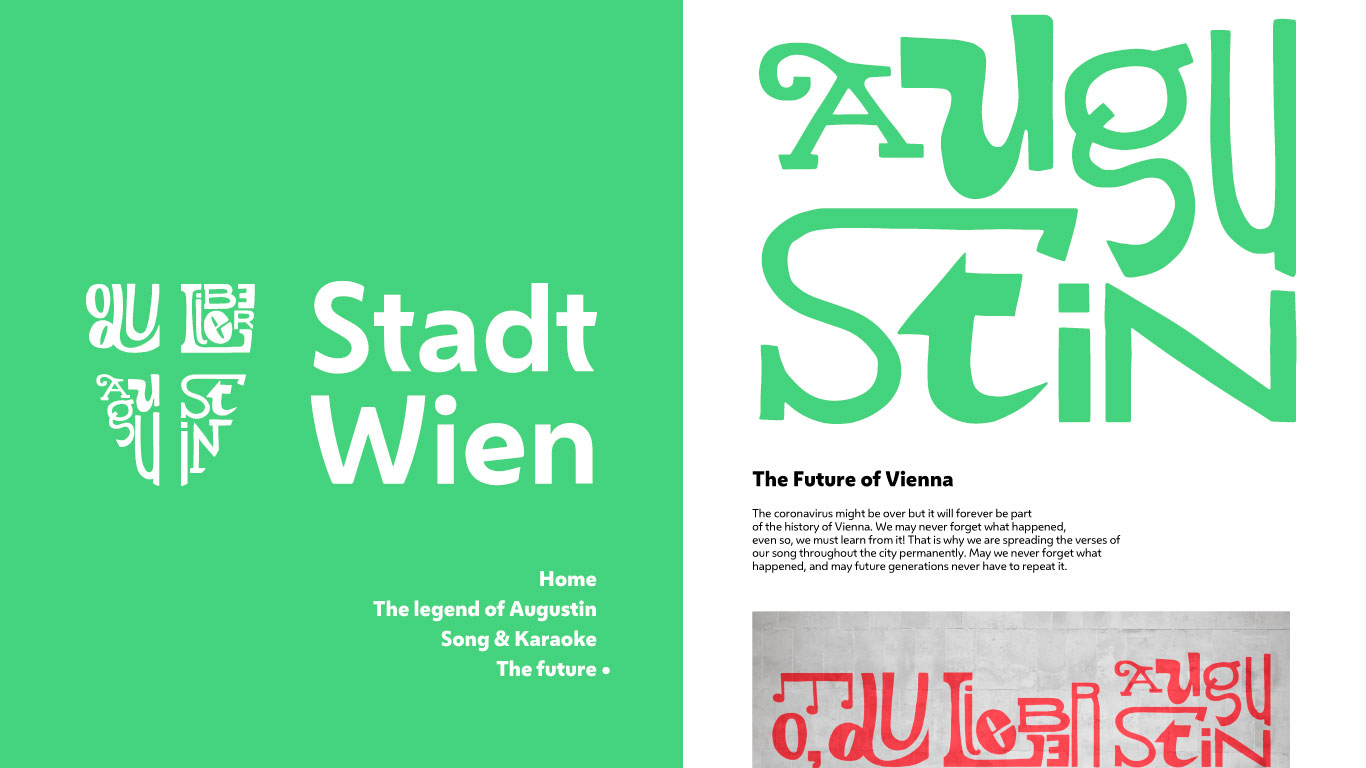 O dU
LiEBER
AUgU
StiN
Stadt
Wien
Home
The legend of Augustin
Song & Karaoke
The future •
AUgU
StiN
The Future of Vienna
The coronavirus might be over but it will forever be part
of the history of Vienna. We may never forget what happened,
even so, we must learn from it! That is why we are spreading the verses of
our song throughout the city permanently. May we never forget what
happened, and may future generations never have to repeat it.
O, dU LiEBER AUgU
StiN